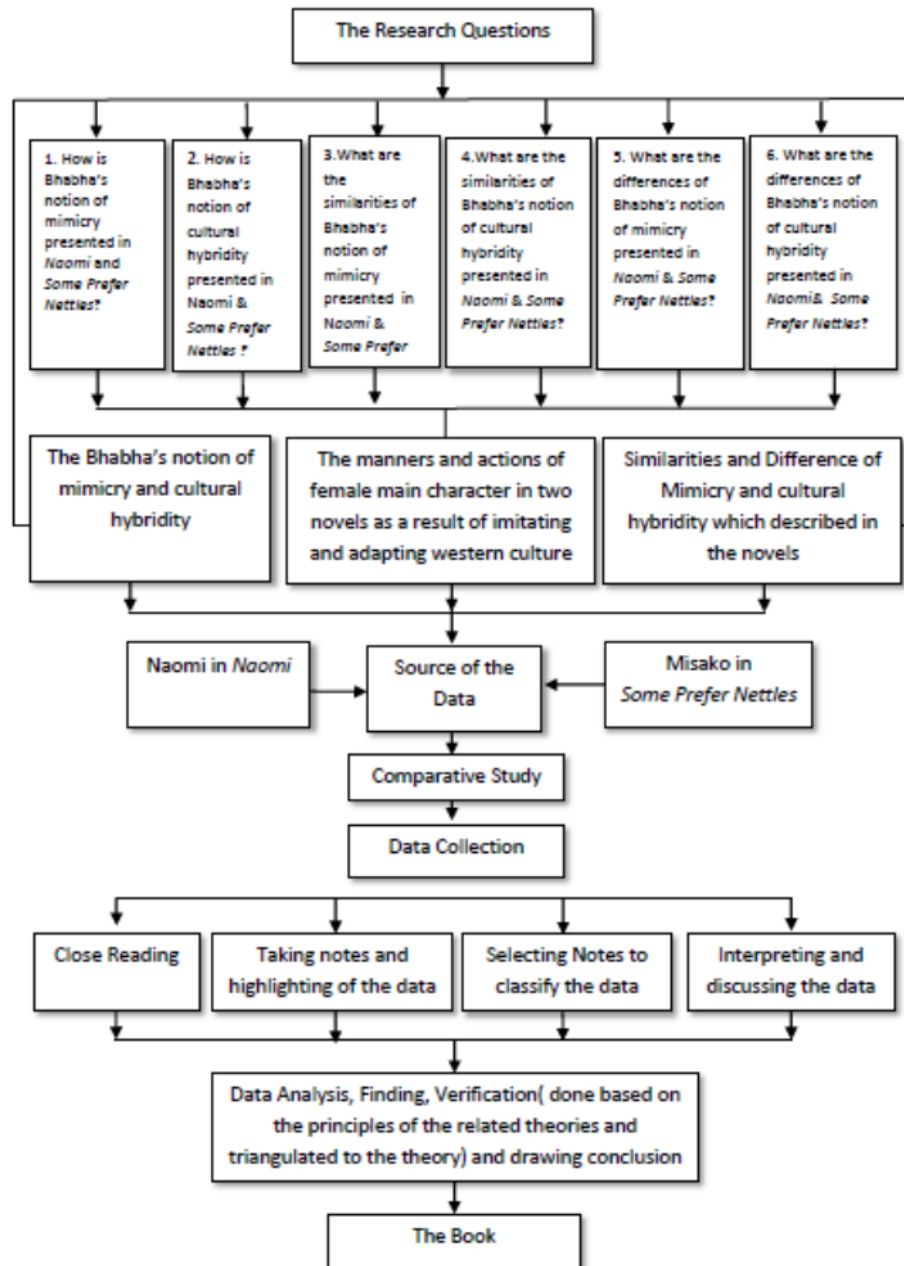 The Research Questions
1. How is
Bhabha's
notion of
mimicry
presented in
Naomi and
Some Prefer
Nettles?
2. How is
Bhabha's
notion of
cultural
hybridity
presented in
Naomi &
Some Prefer
Nettles ?
3.What are
the
similarities of
Bhabha's
notion of
mimicry
presented in
Naomi &
Some Prefer
4.What are the
similarities of
Bhabha's notion
of cultural
hybridity
presented in
Naomi & Some
Prefer Nettles?
5. What are the
differences of
Bhabha's notion
of mimicry
presented in
Naomi & Some
Prefer Nettles?
6. What are the
differences of
Bhabha's notion
of cultural
hybridity
presented in
Naomi& Some
Prefer Nettles?
The Bhabha's notion of
mimicry and cultural
hybridity
The manners and actions of
female main character in two
novels as a result of imitating
and adapting western culture
Similarities and Difference of
Mimicry and cultural
hybridity which described in
the novels
Naomi in Naomi
Source of the
Data
Misako in
Some Prefer Nettles
Comparative Study
Data Collection
Close Reading
Taking notes and
highlighting of the data
Selecting Notes to
classify the data
Interpreting and
discussing the data
Data Analysis, Finding, Verification( done based on
the principles of the related theories and
triangulated to the theory) and drawing conclusion
The Book